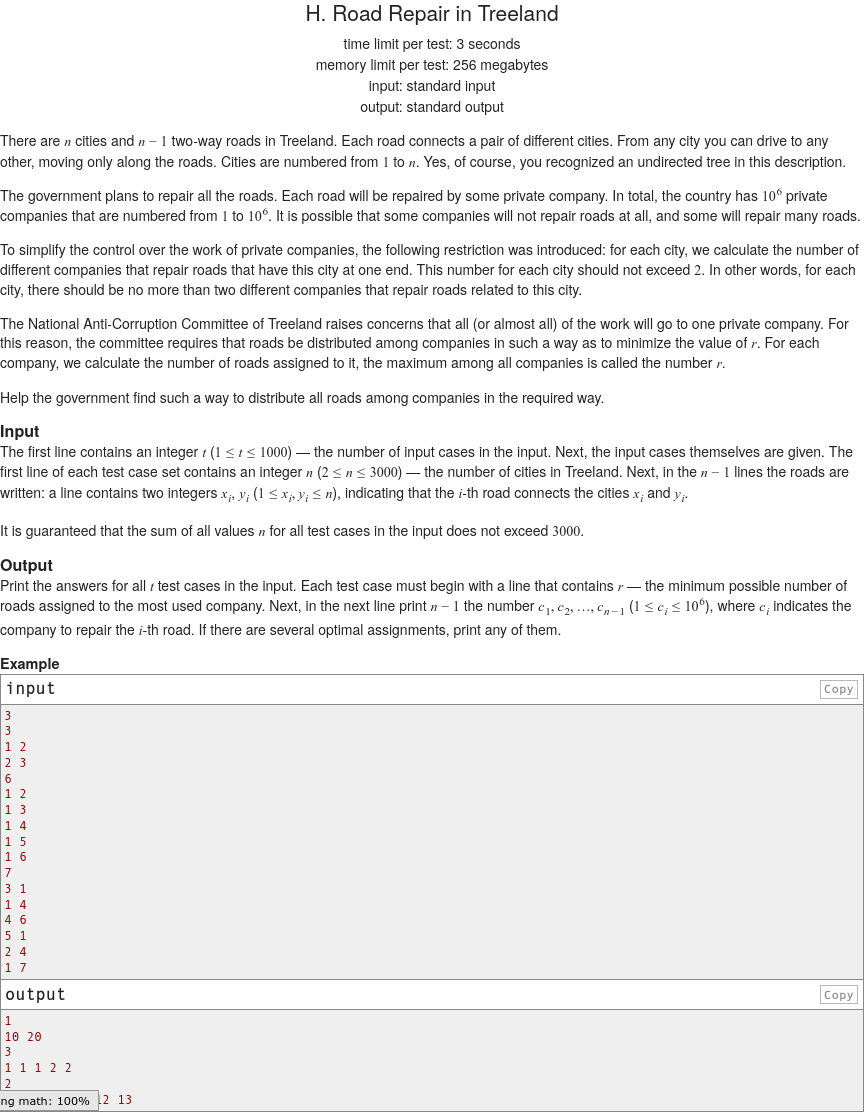 H. Road Repair in Treeland
time limit per test: 3 seconds
memory limit per test: 256 megabytes
input: standard input
output: standard output
There are n cities and n − 1 two-way roads in Treeland. Each road connects a pair of different cities. From any city you can drive to any
other, moving only along the roads. Cities are numbered from 1 to n. Yes, of course, you recognized an undirected tree in this description.
The government plans to repair all the roads. Each road will be repaired by some private company. In total, the country has 10^6 private
companies that are numbered from 1 to 10^6. It is possible that some companies will not repair roads at all, and some will repair many roads.
To simplify the control over the work of private companies, the following restriction was introduced: for each city, we calculate the number of
different companies that repair roads that have this city at one end. This number for each city should not exceed 2. In other words, for each
city, there should be no more than two different companies that repair roads related to this city.
The National Anti-Corruption Committee of Treeland raises concerns that all (or almost all) of the work will go to one private company. For
this reason, the committee requires that roads be distributed among companies in such a way as to minimize the value of r. For each
company, we calculate the number of roads assigned to it, the maximum among all companies is called the number r.
Help the government find such a way to distribute all roads among companies in the required way.
Input
The first line contains an integer t (1 ≤ t ≤ 1000) — the number of input cases in the input. Next, the input cases themselves are given. The
first line of each test case set contains an integer n (2 ≤ n ≤ 3000) — the number of cities in Treeland. Next, in the n − 1 lines the roads are
written: a line contains two integers x_i, y_i (1 ≤ x_i, y_i ≤ n), indicating that the i-th road connects the cities x_i and y_i.
It is guaranteed that the sum of all values n for all test cases in the input does not exceed 3000.
Output
Print the answers for all t test cases in the input. Each test case must begin with a line that contains r — the minimum possible number of
roads assigned to the most used company. Next, in the next line print n − 1 the number c_1, c_2, …, c_{n−1} (1 ≤ c_i ≤ 10^6), where c_i indicates the
company to repair the i-th road. If there are several optimal assignments, print any of them.
Example
input Copy
3
3
1 2
2 3
6
1 2
1 3
1 4
1 5
1 6
7
3 1
1 4
4 6
5 1
2 4
1 7
output Copy
1
10 20
3
1 1 1 2 2
2
ng math: 100% 12 13